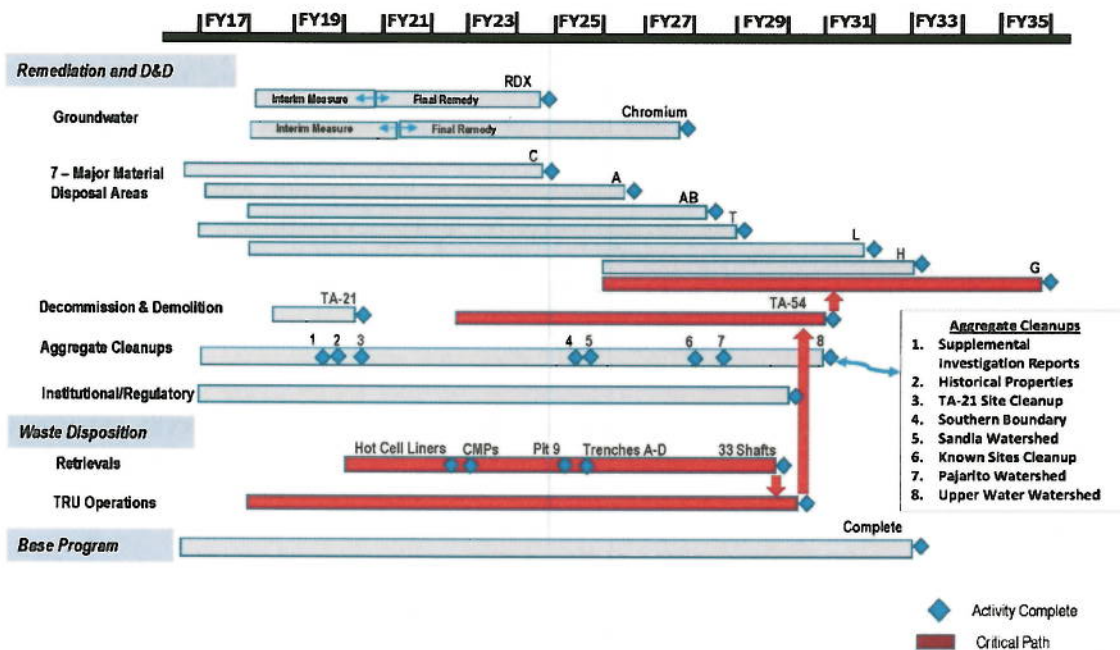 FY17 FY19 FY21 FY23 FY25 FY27 FY29 FY31 FY33 FY35
Remediation and D&D
RDX
Interim Measure Final Remedy
Groundwater
Chromium
Interim Measure Final Remedy
7 – Major Material
Disposal Areas
C
A
AB
T
L
H
G
Decommission & Demolition
TA-21
TA-54
Aggregate Cleanups
1 2 3 4 5 6 7 8
Institutional/Regulatory
Waste Disposition
Retrievals
Hot Cell Liners CMPs Pit 9 Trenches A-D 33 Shafts
TRU Operations
Base Program
Complete
Aggregate Cleanups
1. Supplemental
Investigation Reports
2. Historical Properties
3. TA-21 Site Cleanup
4. Southern Boundary
5. Sandia Watershed
6. Known Sites Cleanup
7. Pajarito Watershed
8. Upper Water Watershed
Activity Complete
Critical Path